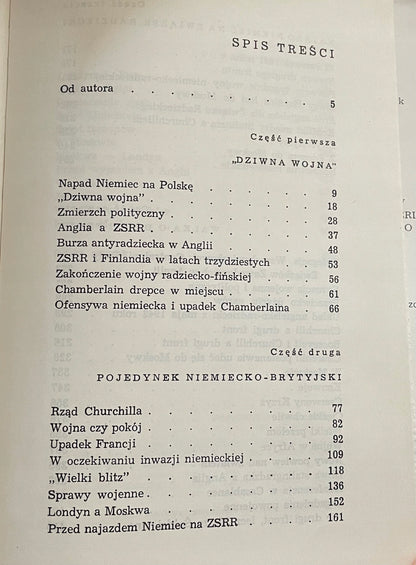 SPIS TREŚCI
Od autora . . . . . . . . . . . 5
Część pierwsza
„DZIWNA WOJNA"
Napad Niemiec na Polskę . . . . . . 9
„Dziwna wojna" . . . . . . . . 18
Zmierzch polityczny . . . . . . . 28
Anglia a ZSRR . . . . . . . . 37
Burza antyradziecka w Anglii . . . . . 48
ZSRR i Finlandia w latach trzydziestych . . . 53
Zakończenie wojny radziecko-fińskiej . . . . 56
Chamberlain drepce w miejscu . . . . . 61
Ofensywa niemiecka i upadek Chamberlaina . 66
Część druga
POJEDYNEK NIEMIECKO-BRYTYJSKI
Rząd Churchilla . . . . . . . . 77
Wojna czy pokój . . . . . . . . 82
Upadek Francji . . . . . . . . 92
W oczekiwaniu inwazji niemieckiej . . . . 109
„Wielki blitz" . . . . . . . . 118
Sprawy wojenne . . . . . . . . 136
Londyn a Moskwa . . . . . . . 152
Przed najazdem Niemiec na ZSRR . . . . 161